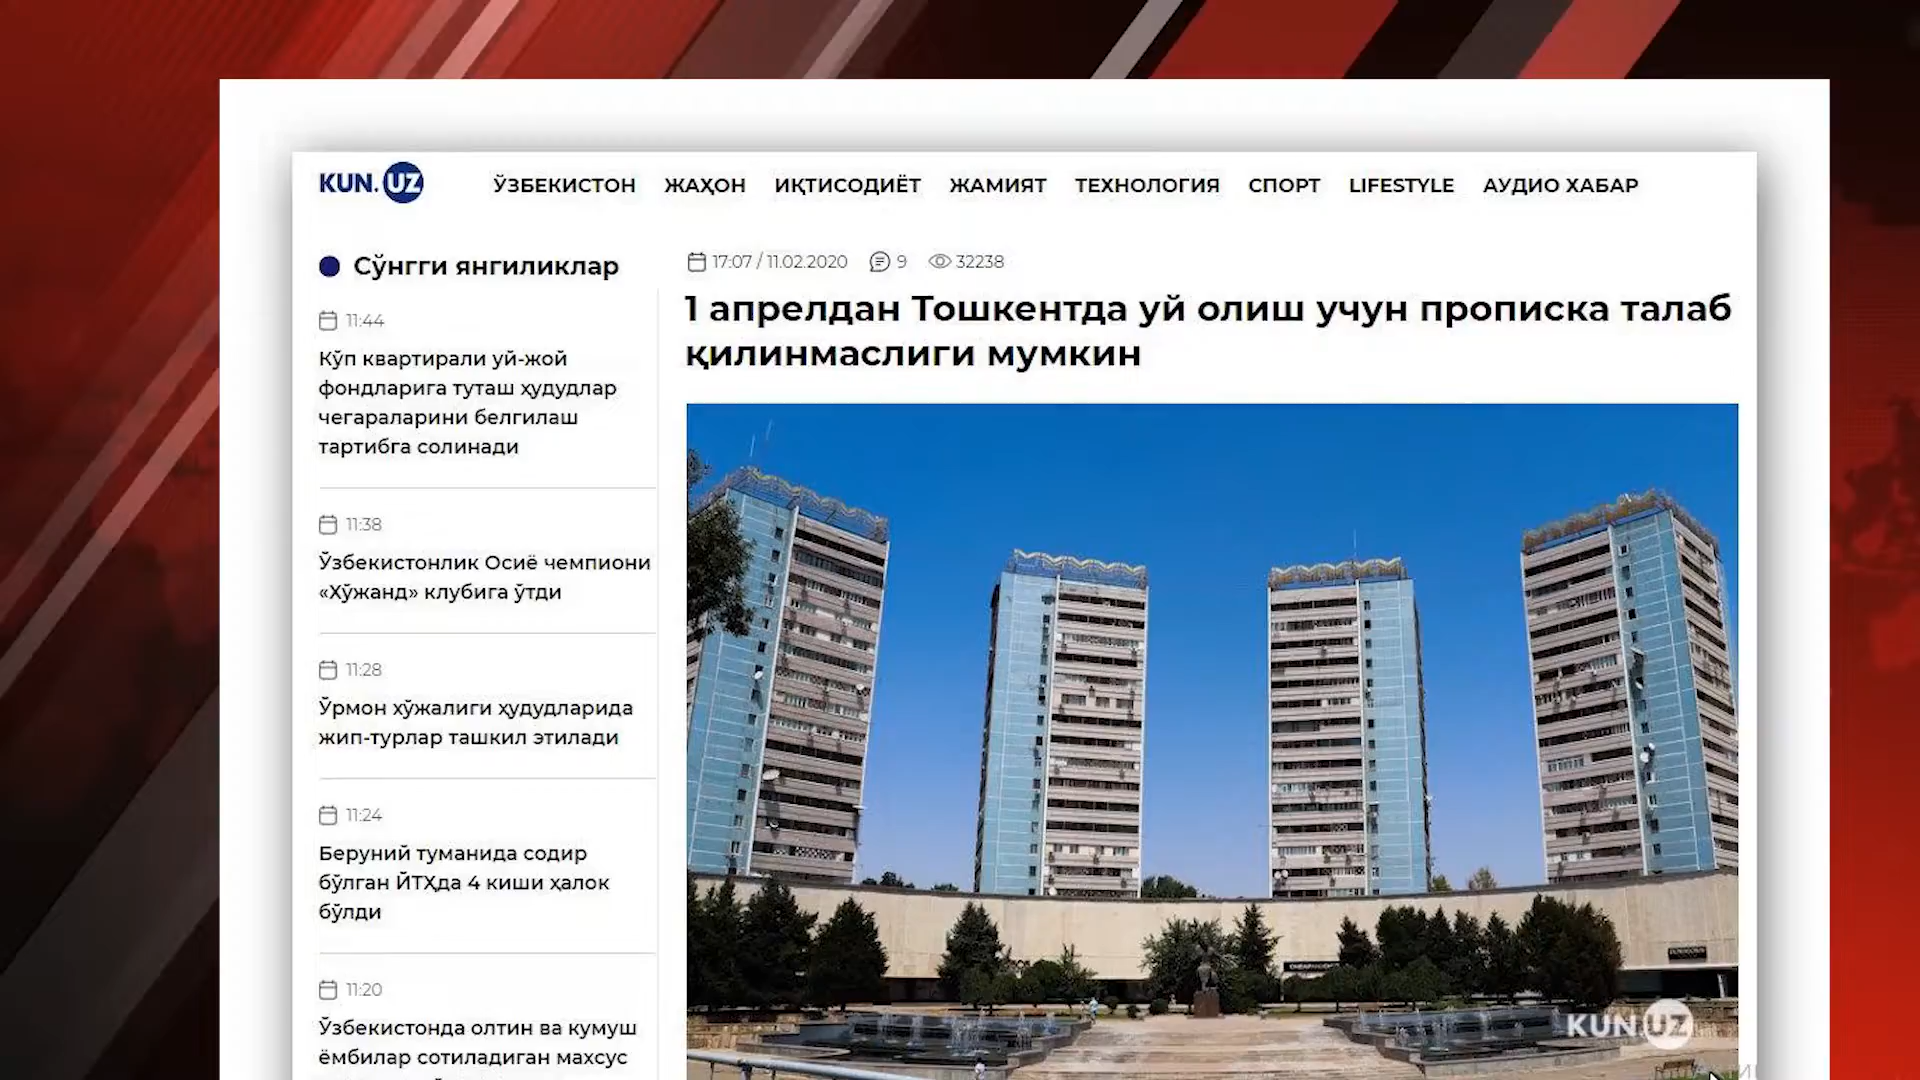 KUN.UZ
ЎЗБЕКИСТОН ЖАҲОН ИҚТИСОДИЁТ ЖАМИЯТ ТЕХНОЛОГИЯ СПОРТ LIFESTYLE АУДИО ХАБАР
Сўнгги янгиликлар
11:44
Кўп квартирали уй-жой
фондларига туташ ҳудудлар
чегараларини белгилаш
тартибга солинади
11:38
Ўзбекистонлик Осиё чемпиони
«Хўжанд» клубига ўтди
11:28
Ўрмон хўжалиги ҳудудларида
жип-турлар ташкил этилади
11:24
Беруний туманида содир
бўлган ЙТҲда 4 киши ҳалок
бўлди
11:20
Ўзбекистонда олтин ва кумуш
ёмбилар сотиладиган махсус
17:07 / 11.02.2020 9 32238
1 апрелдан Тошкентда уй олиш учун прописка талаб
қилинмаслиги мумкин
KUN.UZ